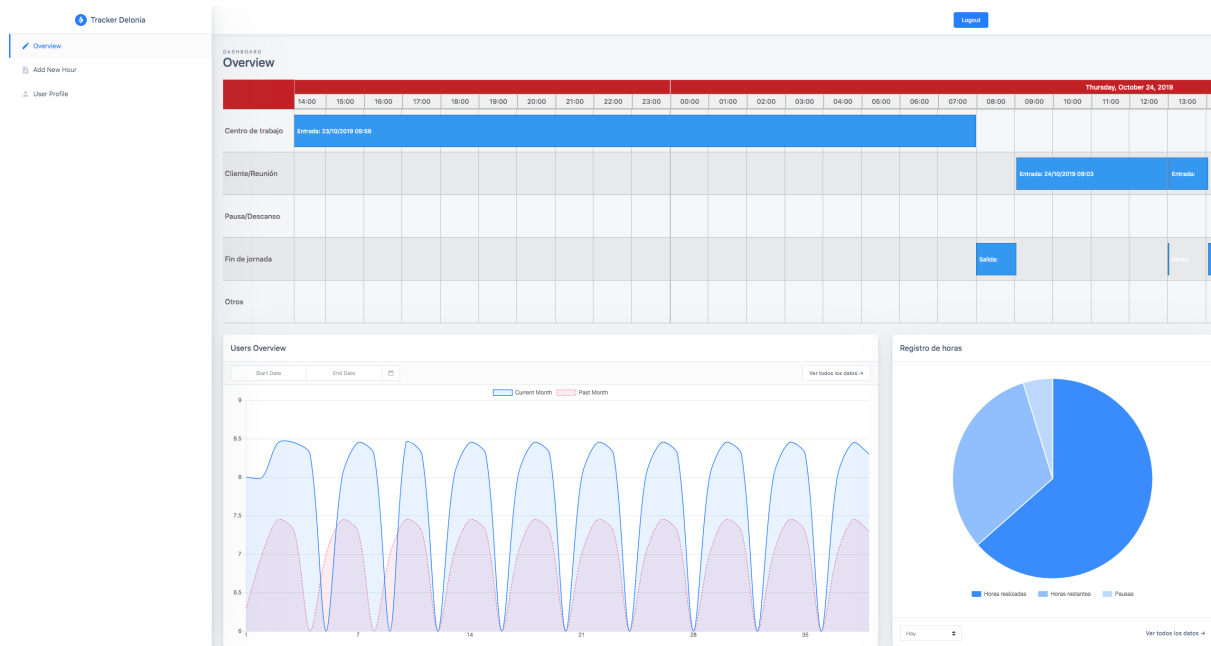 Tracker Delonia
Logout
Overview
Add New Hour
User Profile
DASHBOARD
Overview
Thursday, October 24, 2019
14:00 15:00 16:00 17:00 18:00 19:00 20:00 21:00 22:00 23:00 00:00 01:00 02:00 03:00 04:00 05:00 06:00 07:00 08:00 09:00 10:00 11:00 12:00 13:00
Centro de trabajo Entrada: 23/10/2019 09:59
Cliente/Reunión Entrada: 24/10/2019 09:03 Entrada:
Pausa/Descanso
Fin de jornada Salida:
Otros
Users Overview
Start Date End Date Ver todos los datos →
Current Month Past Month
9
8.5
8
7.5
7
6.5
6
1 7 14 21 28 35
Registro de horas
Horas realizadas Horas restantes Pausas
Hoy Ver todos los datos →